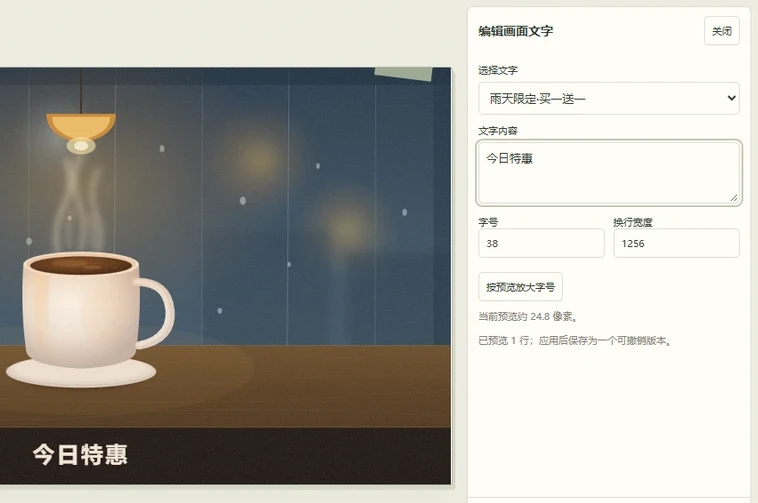 编辑画面文字
关闭
选择文字
雨天限定·买一送一
文字内容
今日特惠
字号
换行宽度
38
1256
按预览放大字号
当前预览约 24.8 像素。
已预览 1 行；应用后保存为一个可撤销版本。
今日特惠